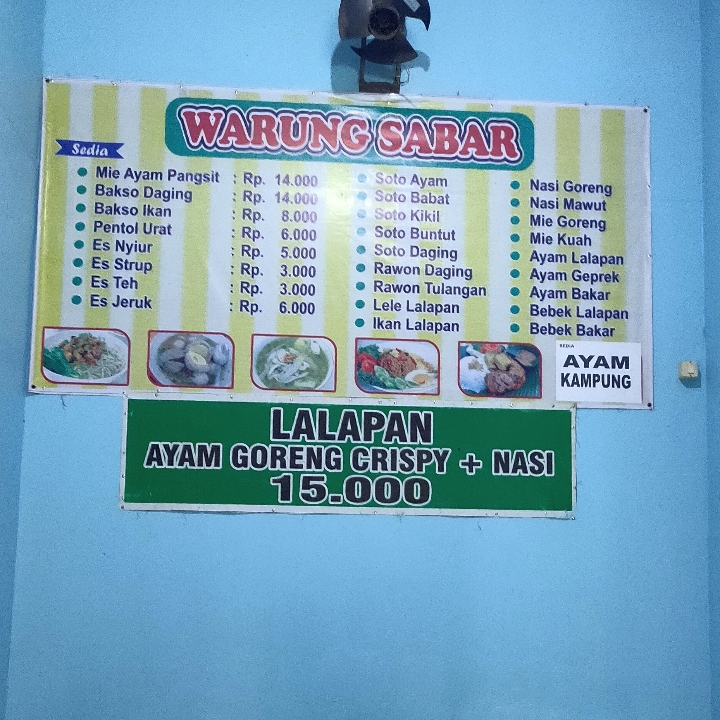 WARUNG SABAR
Sedia
Mie Ayam Pangsit : Rp. 14.000
Bakso Daging : Rp. 14.000
Bakso Ikan : Rp. 8.000
Pentol Urat : Rp. 6.000
Es Nyiur : Rp. 5.000
Es Strup : Rp. 3.000
Es Teh : Rp. 3.000
Es Jeruk : Rp. 6.000
Soto Ayam
Soto Babat
Soto Kikil
Soto Buntut
Soto Daging
Rawon Daging
Rawon Tulangan
Lele Lalapan
Ikan Lalapan
Nasi Goreng
Nasi Mawut
Mie Goreng
Mie Kuah
Ayam Lalapan
Ayam Geprek
Ayam Bakar
Bebek Lalapan
Bebek Bakar
SEDIA
AYAM
KAMPUNG
LALAPAN
AYAM GORENG CRISPY + NASI
15.000